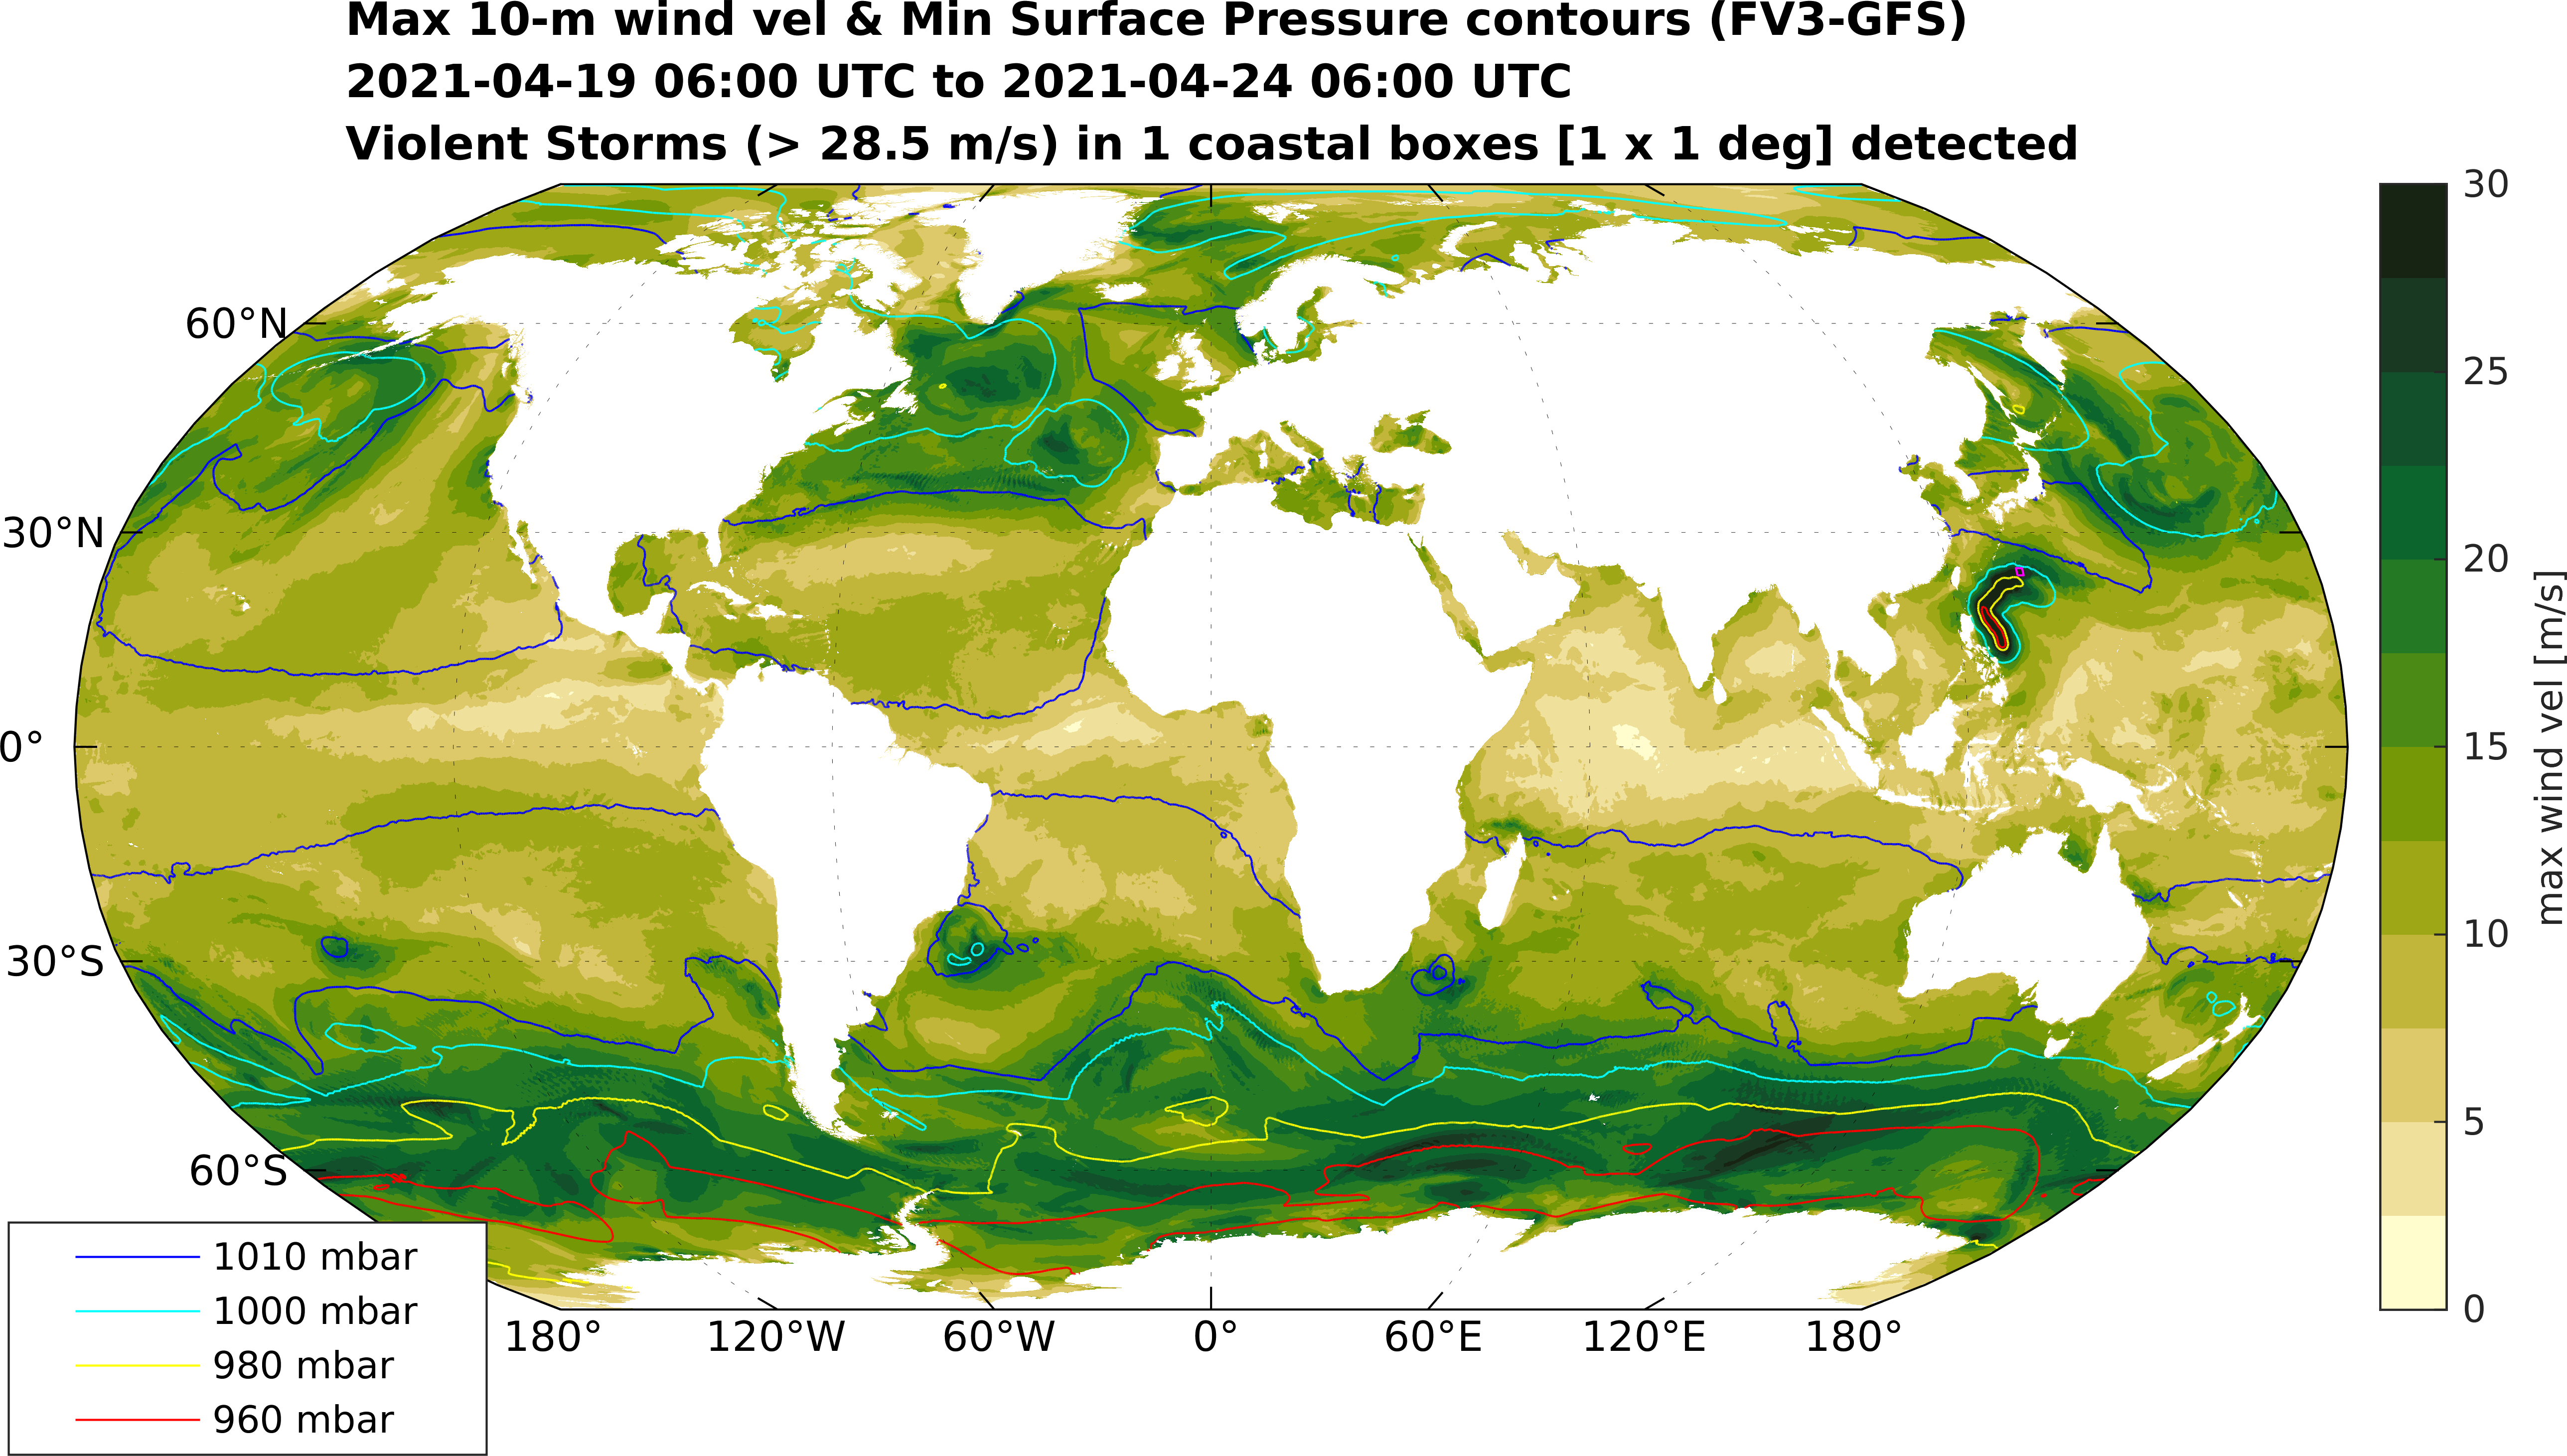 Max 10-m wind vel & Min Surface Pressure contours (FV3-GFS)
2021-04-19 06:00 UTC to 2021-04-24 06:00 UTC
Violent Storms (> 28.5 m/s) in 1 coastal boxes [1 x 1 deg] detected
60°N
30°N
0°
30°S
60°S
180°
120°W
60°W
0°
60°E
120°E
180°
1010 mbar
1000 mbar
980 mbar
960 mbar
30
25
20
15
10
5
0
max wind vel [m/s]